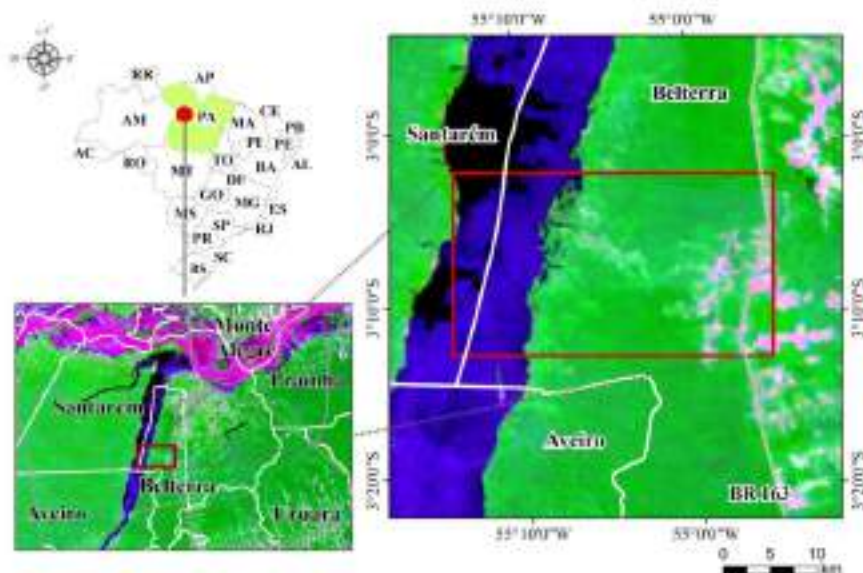 RR AP
AM PA MA CE
PB
PI PE
AC RO TO BA AL
MT DF
GO MG ES
MS SP RJ
PR
SC
RS
Monte
Alegre
Prainha
Santarém
Belterra
Aveiro
Uruara
55°10'0"W 55°0'0"W
Belterra
Santarém
3°0'0"S 3°0'0"S
3°10'0"S 3°10'0"S
Aveiro
BR 163
3°20'0"S 3°20'0"S
55°10'0"W 55°0'0"W
0 5 10
km